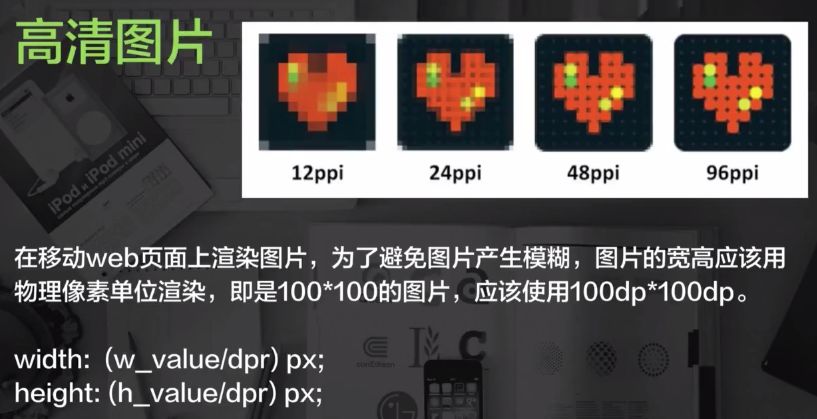 高清图片
12ppi
24ppi
48ppi
96ppi
iPod и iPod mini
在移动web页面上渲染图片，为了避免图片产生模糊，图片的宽高应该用
物理像素单位渲染，即是100*100的图片，应该使用100dp*100dp。
width: (w_value/dpr) px;
height: (h_value/dpr) px;